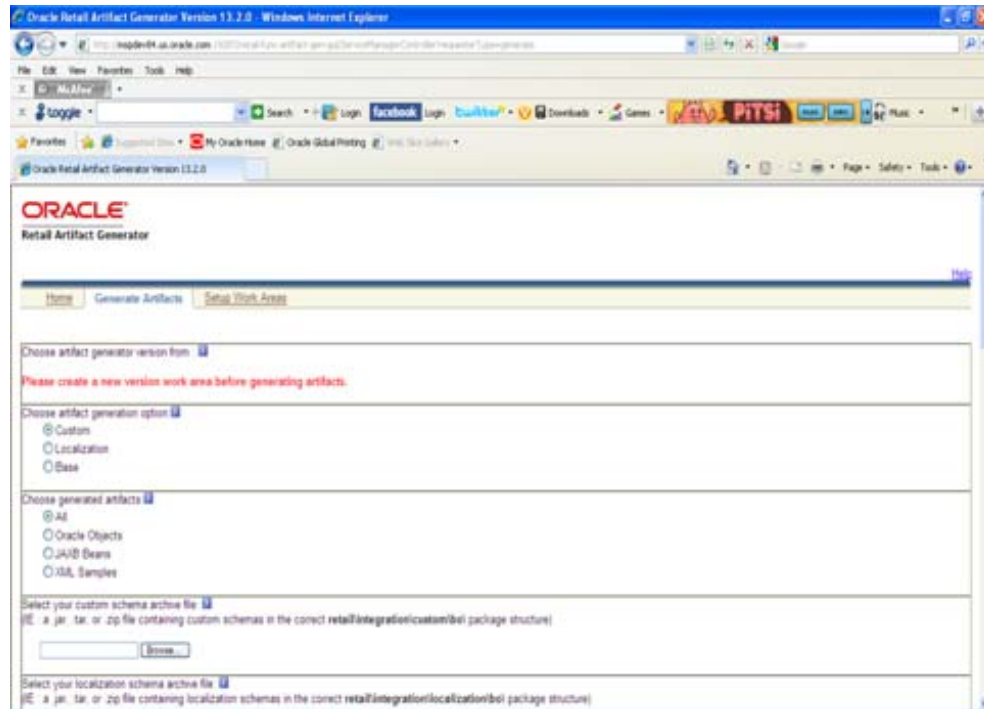 Oracle Retail Artifact Generator Version 13.2.0 - Windows Internet Explorer
File Edit View Favorites Tools Help
X McAfee
X toggle Search Login facebook Login twitter Downloads Games PiTSi Music
Favorites My Oracle Home Oracle Global Printing
Oracle Retail Artifact Generator Version 13.2.0 Page Safety Tools
ORACLE
Retail Artifact Generator
Help
Home Generate Artifacts Setup Work Areas
Choose artifact generator version from
Please create a new version work area before generating artifacts.
Choose artifact generation option
Custom
Localization
Base
Choose generated artifacts
All
Oracle Objects
JAXB Beans
XML Samples
Select your custom schema archive file
(IE: a .jar, .tar, or .zip file containing custom schemas in the correct retail\integration\custom\bo\ package structure)
Browse...
Select your localization schema archive file
(IE: a .jar, .tar, or .zip file containing localization schemas in the correct retail\integration\localization\bo\ package structure)